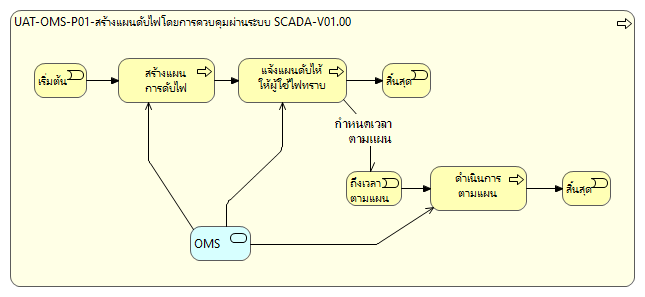 UAT-OMS-P01-สร้างแผนดับไฟโดยการควบคุมผ่านระบบ SCADA-V01.00
เริ่มต้น
สร้างแผน
การดับไฟ
แจ้งแผนดับไห้
ให้ผู้ใช้ไฟทราบ
สิ้นสุด
กำหนดเวลา
ตามแผน
ถึงเวลา
ตามแผน
ดำเนินการ
ตามแผน
สิ้นสุด
OMS